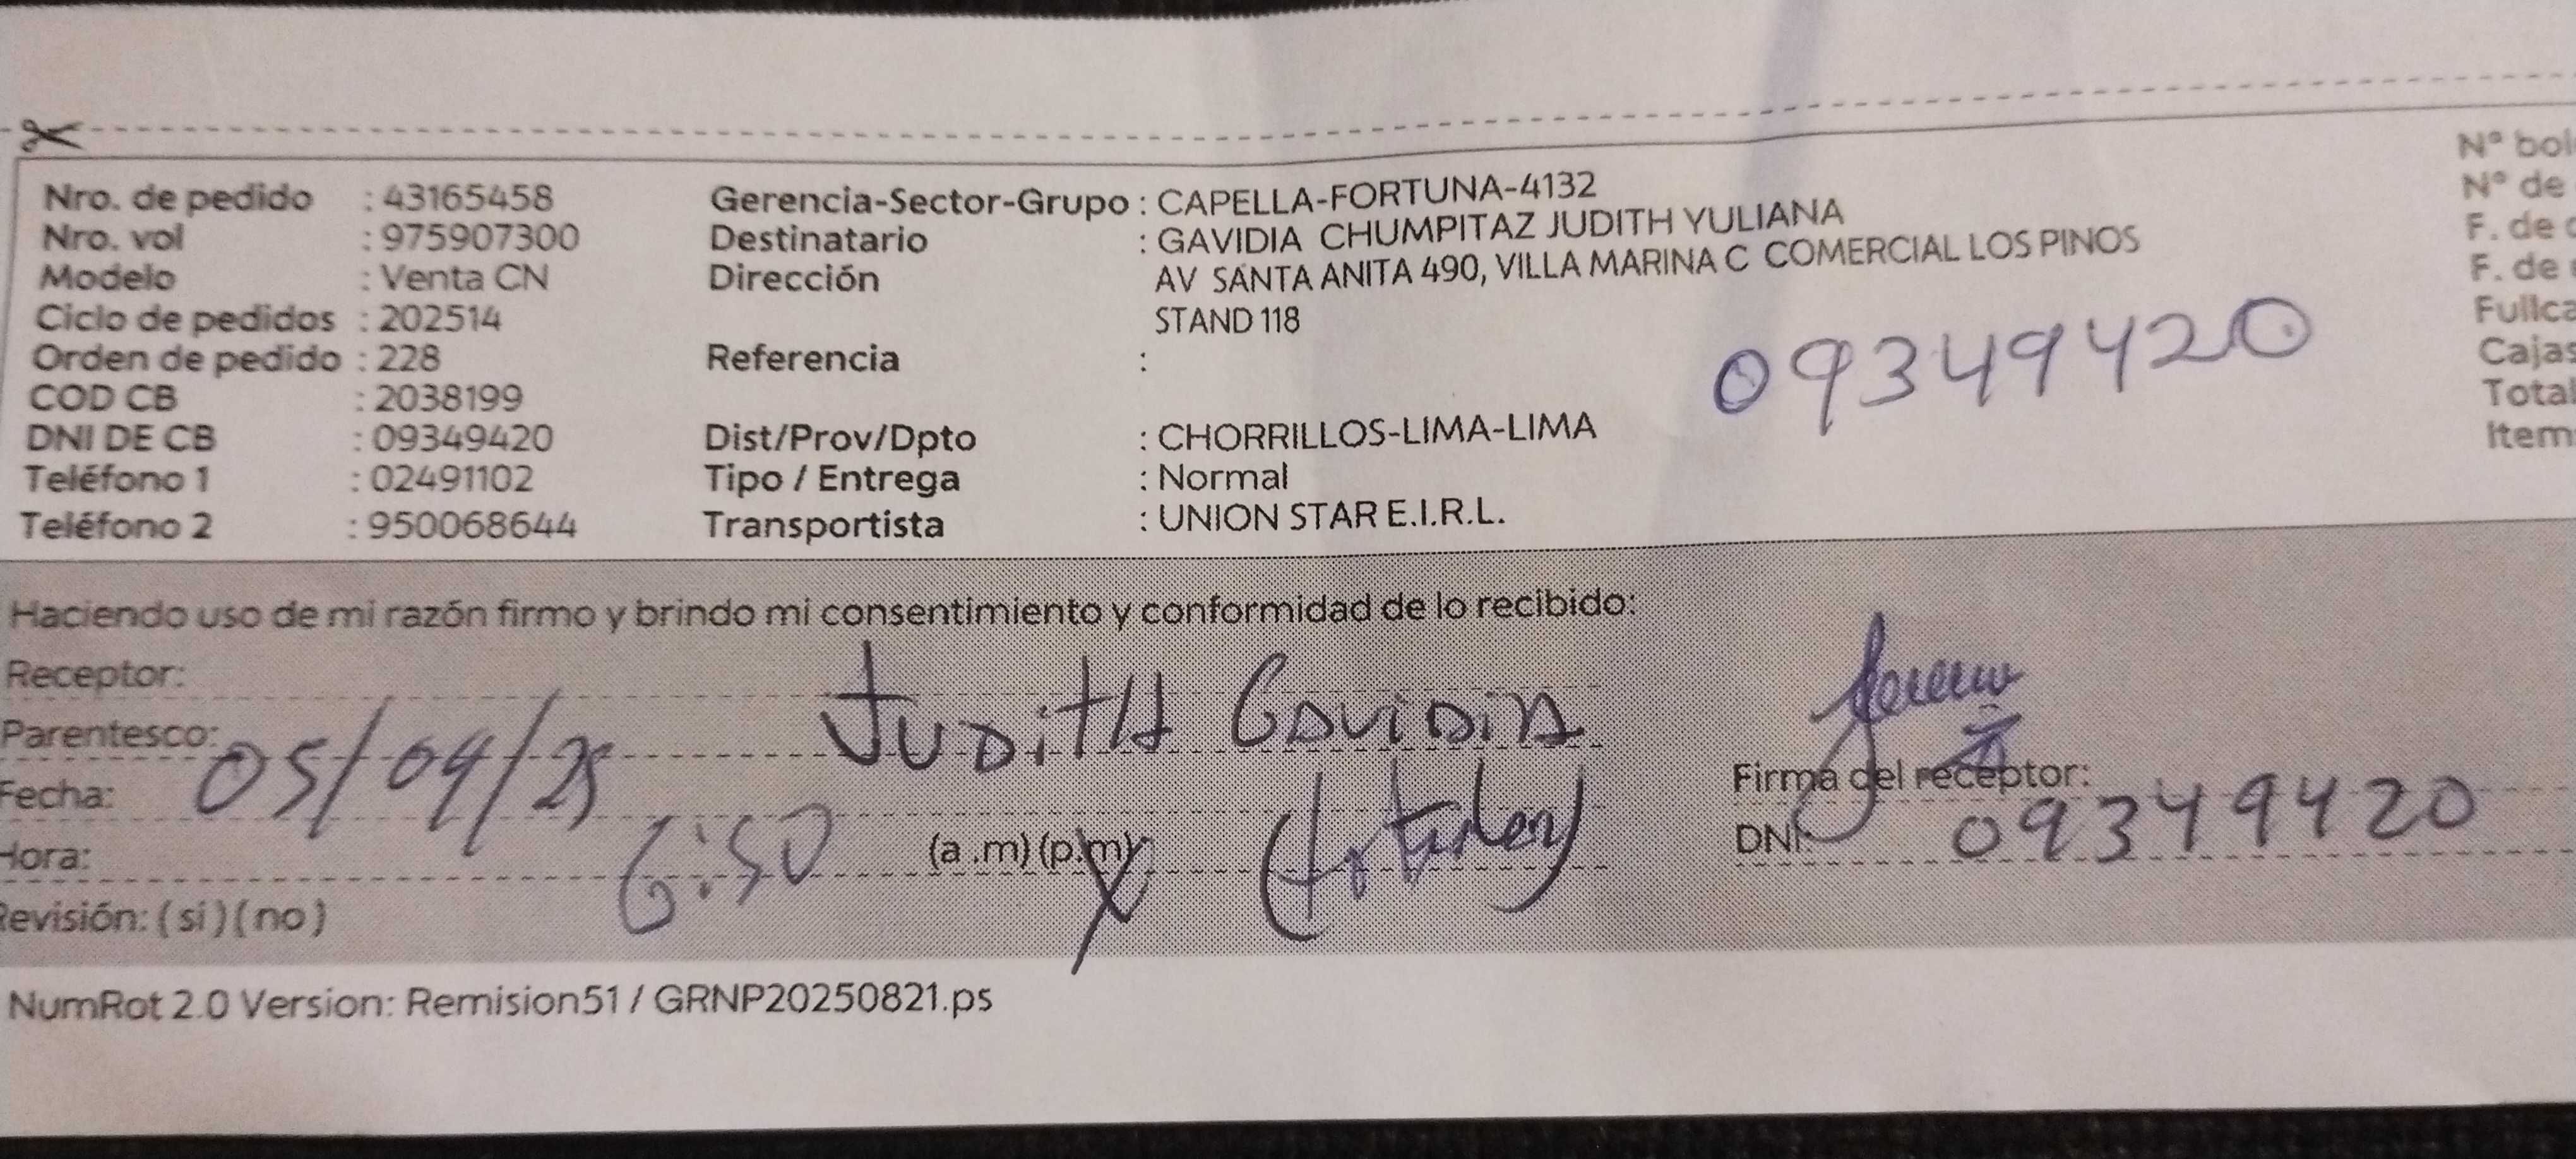 Nro. de pedido : 43165458
Nro. vol : 975907300
Modelo : Venta CN
Ciclo de pedidos : 202514
Orden de pedido : 228
COD CB : 2038199
DNI DE CB : 09349420
Teléfono 1 : 02491102
Teléfono 2 : 950068644
Gerencia-Sector-Grupo : CAPELLA-FORTUNA-4132
Destinatario : GAVIDIA CHUMPITAZ JUDITH YULIANA
Dirección AV SANTA ANITA 490, VILLA MARINA C COMERCIAL LOS PINOS
STAND 118
Referencia :
09349420
Dist/Prov/Dpto : CHORRILLOS-LIMA-LIMA
Tipo / Entrega : Normal
Transportista : UNION STAR E.I.R.L.
Nº bol
Nº de
F. de
F. de
Fullca
Cajas
Total
Item
Haciendo uso de mi razón firmo y brindo mi consentimiento y conformidad de lo recibido:
Receptor: Judith Gavidia
Parentesco:
Fecha: 05/09/25
Hora: 6:50 (a .m) (p.m) (titular)
Revisión: ( si ) ( no )
Firma del receptor:
DNI: 09349420
NumRot 2.0 Version: Remision51 / GRNP20250821.ps